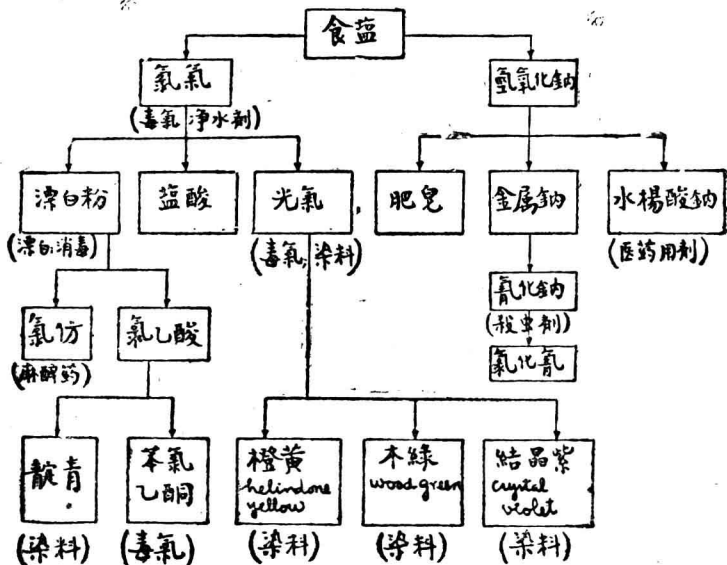 食盐
氯氣
氫氧化鈉
(毒氣 淨水劑)
漂白粉
盐酸
光氣
肥皂
金属鈉
水楊酸鈉
(漂白,消毒)
(毒氣,染料)
(医药用剂)
氯仿
氯乙酸
氰化鈉
(殺虫劑)
(麻醉药)
氯化氰
靛青
苯氯
乙酮
橙黄
helindone
yellow
木綠
wood green
結晶紫
crystal
violet
(染料)
(毒氣)
(染料)
(染料)
(染料)